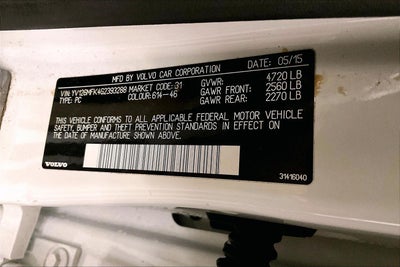 MFD BY VOLVO CAR CORPORATION DATE: 05/15
VIN: YV126MFK4G2393288 MARKET CODE: 31 GVWR: 4720 LB
TYPE: PC COLOUR: 614-46 GAWR FRONT: 2560 LB
GAWR REAR: 2270 LB
THIS VEHICLE CONFORMS TO ALL APPLICABLE FEDERAL MOTOR VEHICLE
SAFETY, BUMPER AND THEFT PREVENTION STANDARDS IN EFFECT ON
THE DATE OF MANUFACTURE SHOWN ABOVE.
VOLVO
31416040